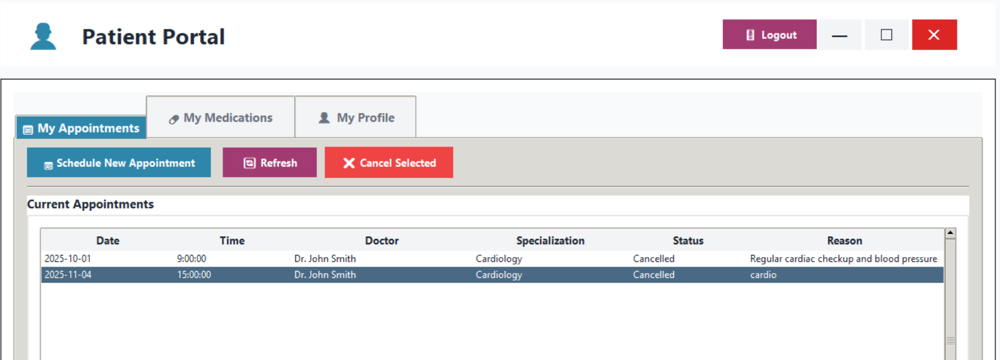 Patient Portal
Logout
My Appointments
My Medications
My Profile
Schedule New Appointment
Refresh
Cancel Selected
Current Appointments
Date Time Doctor Specialization Status Reason
2025-10-01 9:00:00 Dr. John Smith Cardiology Cancelled Regular cardiac checkup and blood pressure
2025-11-04 15:00:00 Dr. John Smith Cardiology Cancelled cardio